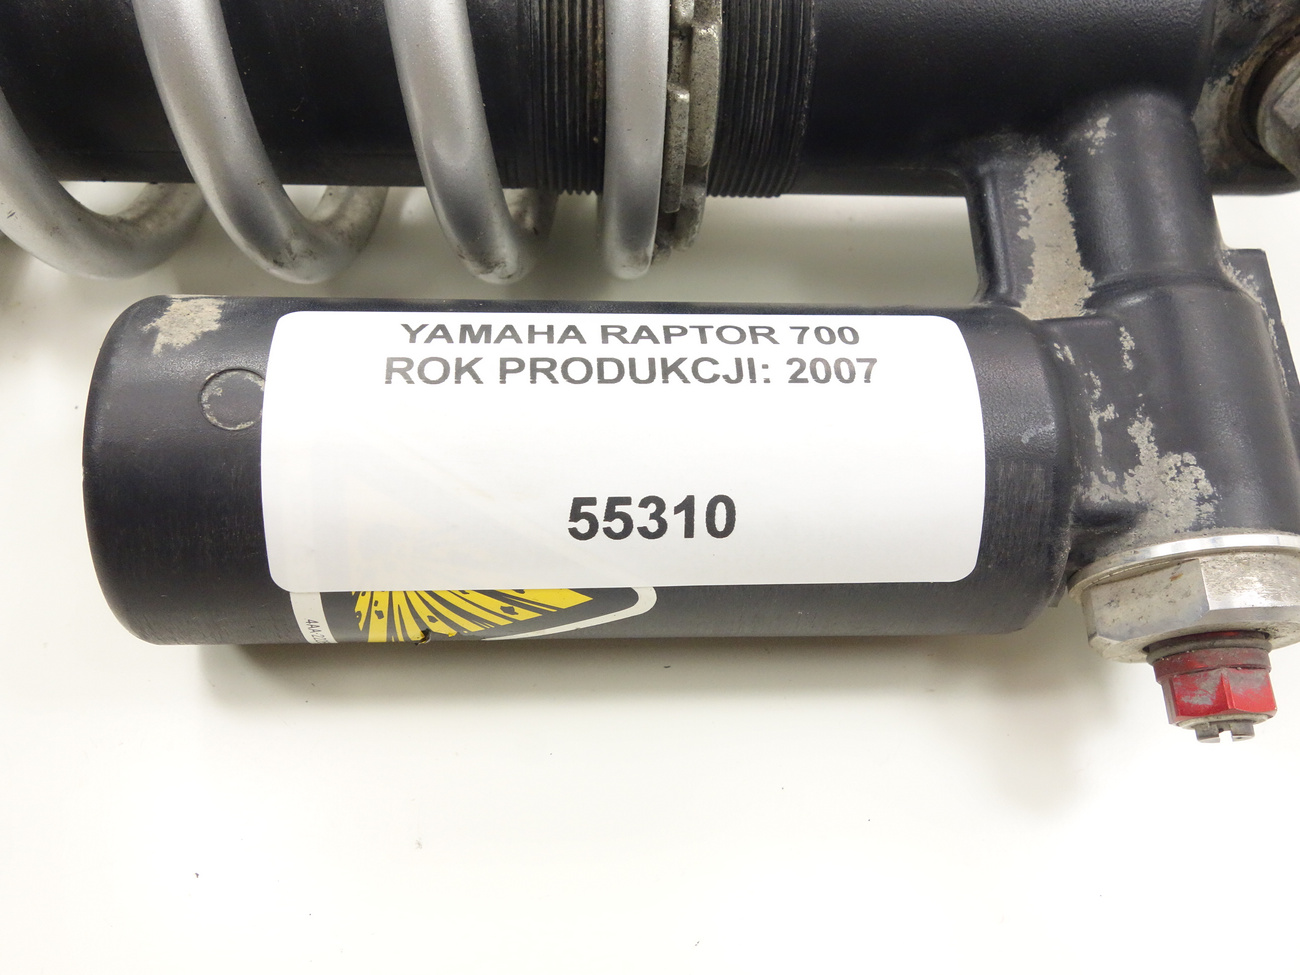 YAMAHA RAPTOR 700
ROK PRODUKCJI: 2007
55310